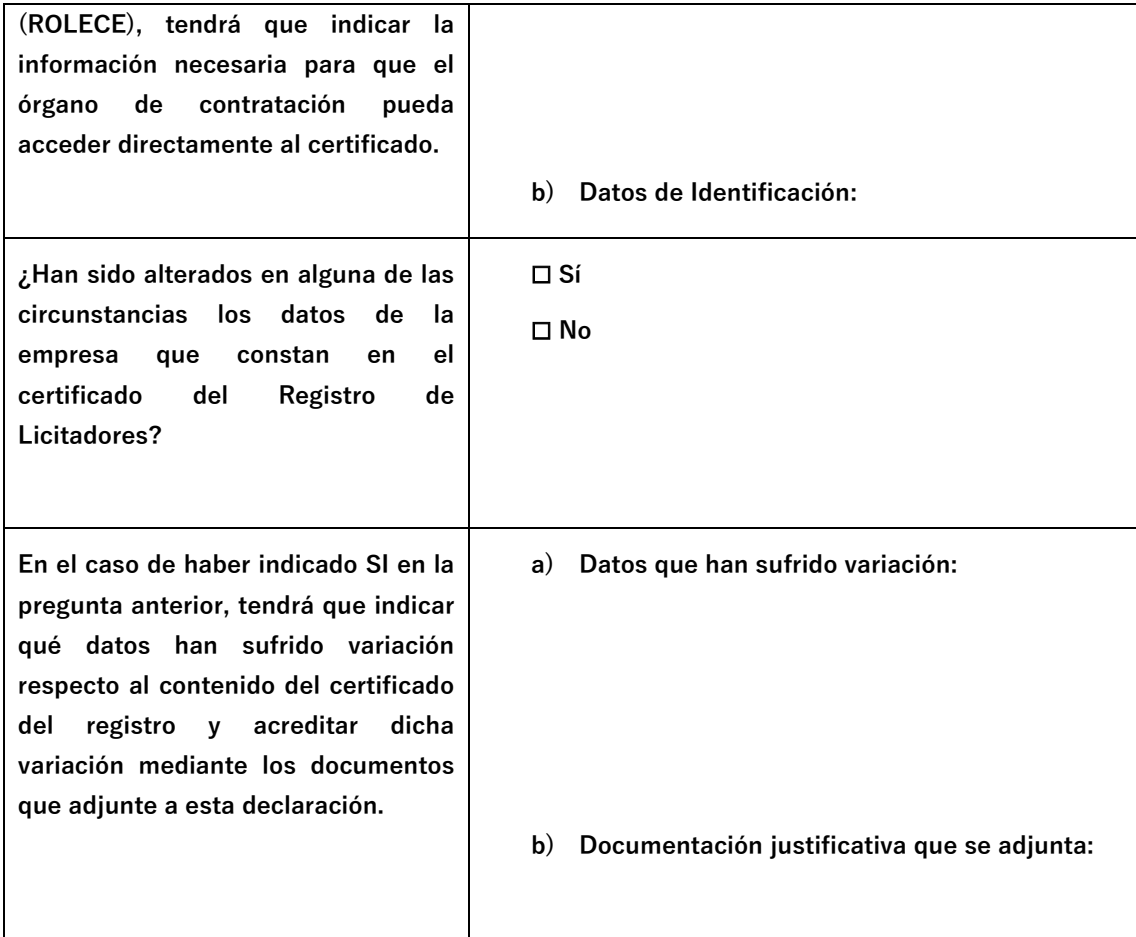 (ROLECE), tendrá que indicar la
información necesaria para que el
órgano de contratación pueda
acceder directamente al certificado.
b) Datos de Identificación:
¿Han sido alterados en alguna de las
circunstancias los datos de la
empresa que constan en el
certificado del Registro de
Licitadores?
☐ Sí
☐ No
En el caso de haber indicado SI en la
pregunta anterior, tendrá que indicar
qué datos han sufrido variación
respecto al contenido del certificado
del registro y acreditar dicha
variación mediante los documentos
que adjunte a esta declaración.
a) Datos que han sufrido variación:
b) Documentación justificativa que se adjunta: